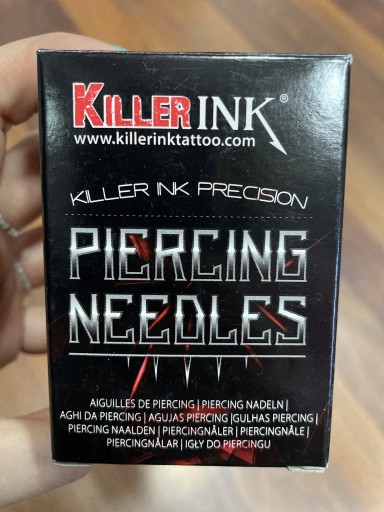 KILLER INK®
www.killerinktattoo.com
KILLER INK PRECISION
PIERCING
NEEDLES
AIGUILLES DE PIERCING | PIERCING NADELN |
AGHI DA PIERCING | AGUJAS PIERCING |GULHAS PIERCING |
PIERCING NAALDEN | PIERCINGNÅLER | PIERCINGNÅLE |
PIERCINGNÅLAR | IGŁY DO PIERCINGU